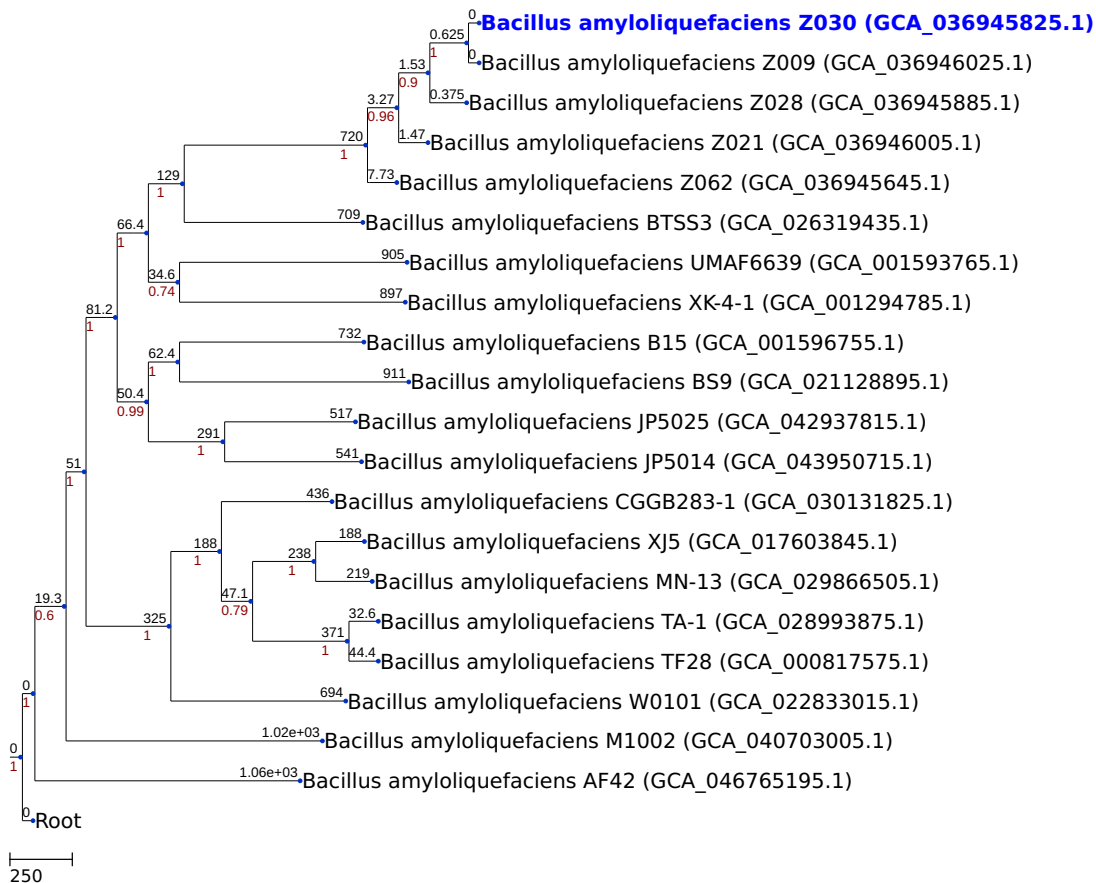 0
Bacillus amyloliquefaciens Z030 (GCA_036945825.1)
0.625
1
0
Bacillus amyloliquefaciens Z009 (GCA_036946025.1)
1.53
0.9
0.375
Bacillus amyloliquefaciens Z028 (GCA_036945885.1)
3.27
0.96
1.47
Bacillus amyloliquefaciens Z021 (GCA_036946005.1)
720
1
7.73
Bacillus amyloliquefaciens Z062 (GCA_036945645.1)
129
1
709
Bacillus amyloliquefaciens BTSS3 (GCA_026319435.1)
66.4
1
905
Bacillus amyloliquefaciens UMAF6639 (GCA_001593765.1)
34.6
0.74
897
Bacillus amyloliquefaciens XK-4-1 (GCA_001294785.1)
81.2
1
732
Bacillus amyloliquefaciens B15 (GCA_001596755.1)
62.4
1
911
Bacillus amyloliquefaciens BS9 (GCA_021128895.1)
50.4
0.99
517
Bacillus amyloliquefaciens JP5025 (GCA_042937815.1)
291
1
541
Bacillus amyloliquefaciens JP5014 (GCA_043950715.1)
51
1
436
Bacillus amyloliquefaciens CGGB283-1 (GCA_030131825.1)
188
1
188
Bacillus amyloliquefaciens XJ5 (GCA_017603845.1)
238
1
219
Bacillus amyloliquefaciens MN-13 (GCA_029866505.1)
47.1
0.79
32.6
Bacillus amyloliquefaciens TA-1 (GCA_028993875.1)
371
1
44.4
Bacillus amyloliquefaciens TF28 (GCA_000817575.1)
19.3
0.6
325
1
694
Bacillus amyloliquefaciens W0101 (GCA_022833015.1)
0
1
1.02e+03
Bacillus amyloliquefaciens M1002 (GCA_040703005.1)
0
1
1.06e+03
Bacillus amyloliquefaciens AF42 (GCA_046765195.1)
0
Root
250